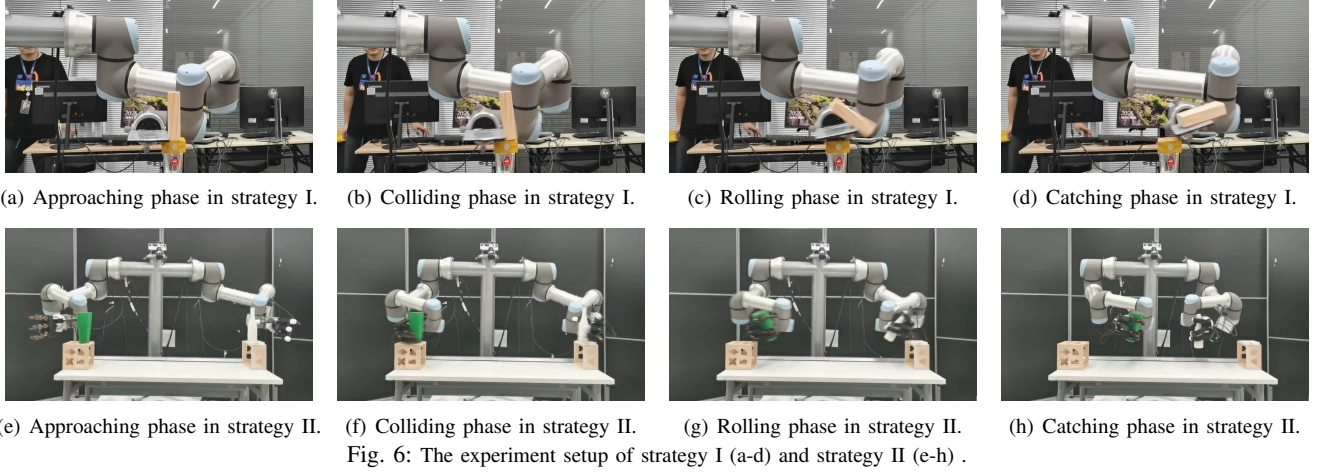 (a) Approaching phase in strategy I.
(b) Colliding phase in strategy I.
(c) Rolling phase in strategy I.
(d) Catching phase in strategy I.
(e) Approaching phase in strategy II.
(f) Colliding phase in strategy II.
(g) Rolling phase in strategy II.
(h) Catching phase in strategy II.
Fig. 6: The experiment setup of strategy I (a-d) and strategy II (e-h) .